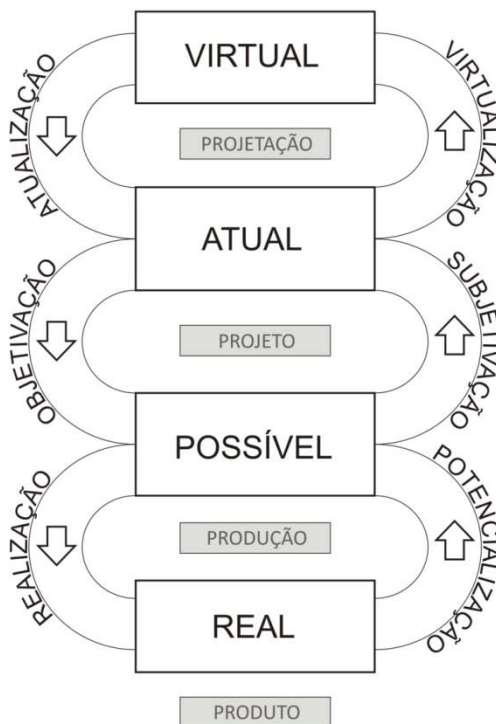 VIRTUAL
ATUALIZAÇÃO
VIRTUALIZAÇÃO
PROJETAÇÃO
ATUAL
OBJETIVAÇÃO
SUBJETIVAÇÃO
PROJETO
POSSÍVEL
REALIZAÇÃO
POTENCIALIZAÇÃO
PRODUÇÃO
REAL
PRODUTO